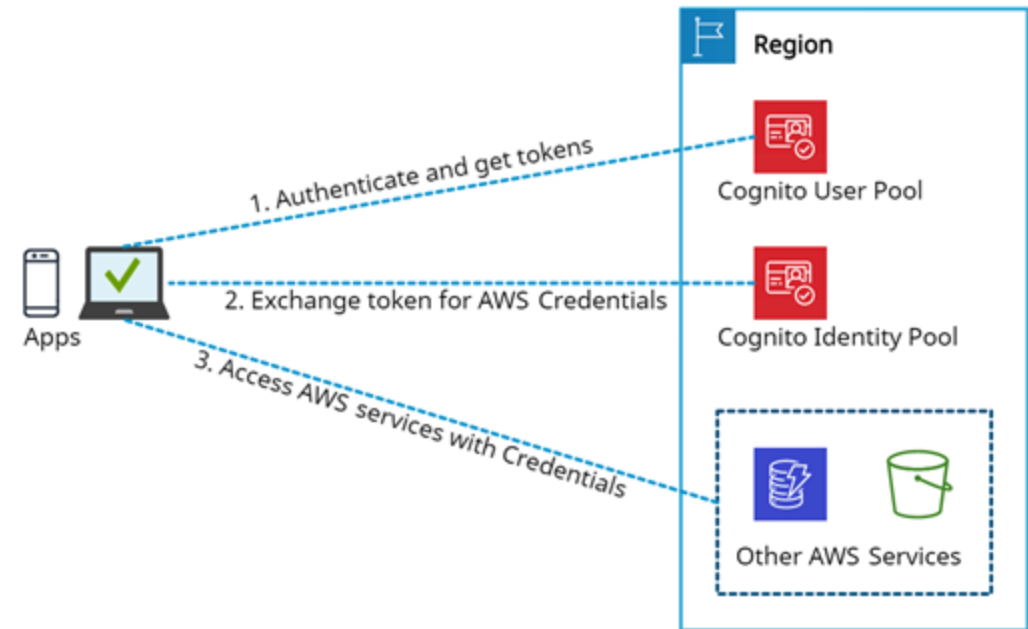 Region
1. Authenticate and get tokens
Cognito User Pool
2. Exchange token for AWS Credentials
Cognito Identity Pool
Apps
3. Access AWS services with Credentials
Other AWS Services